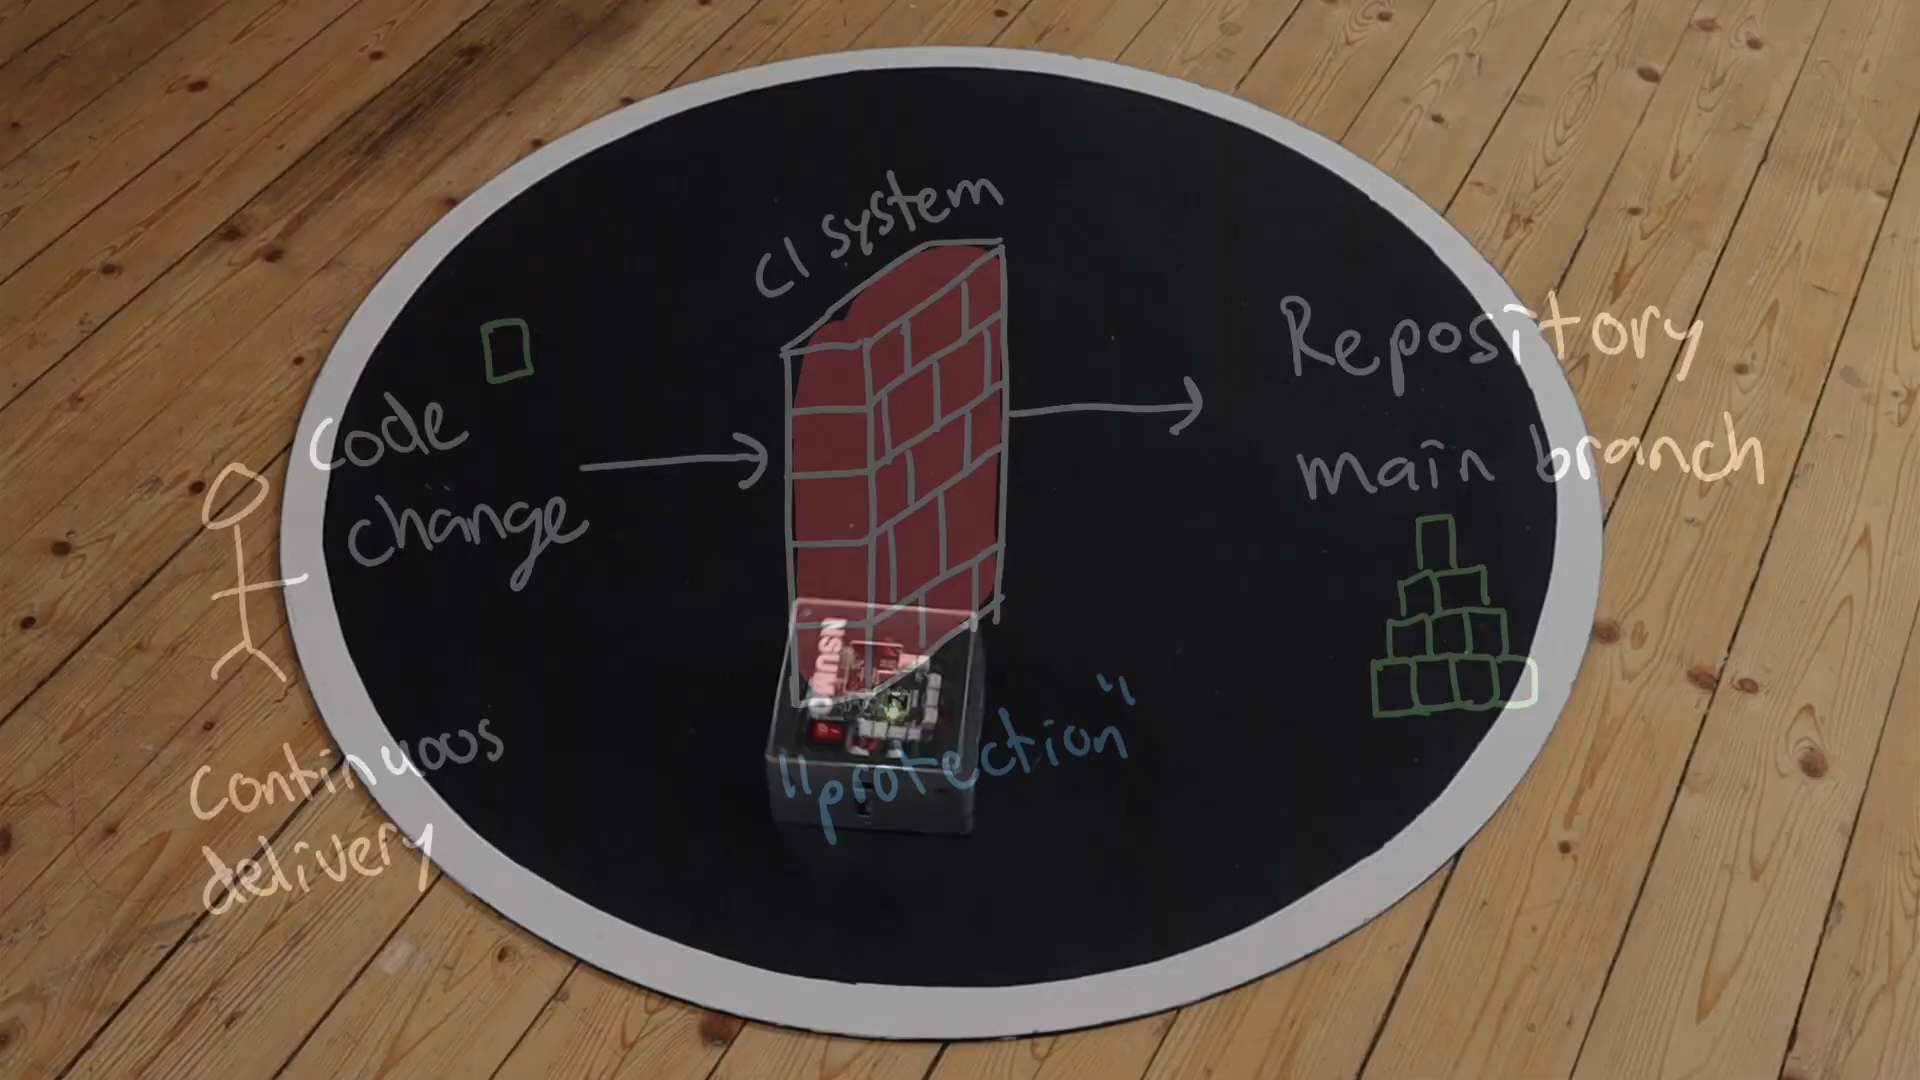 CI system
Code
change
Repository
main branch
"protection"
Continuous
delivery